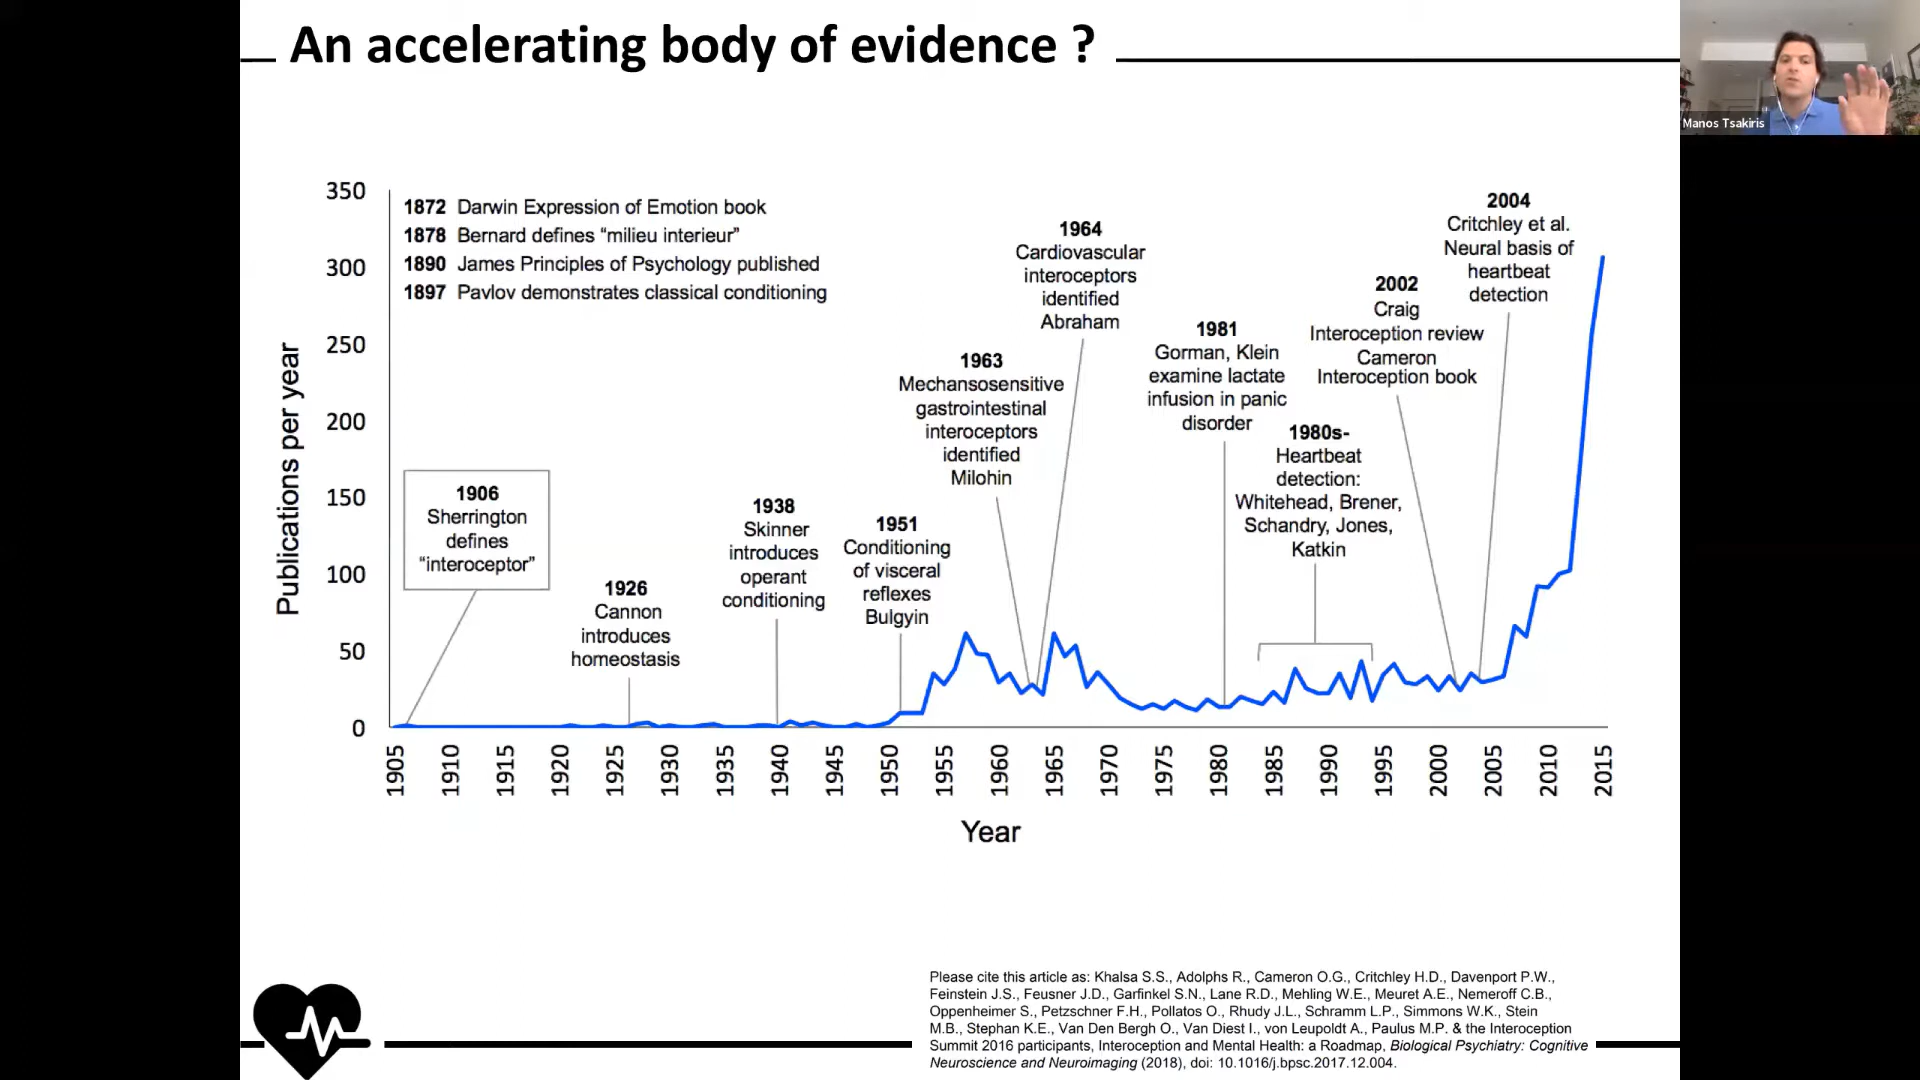 An accelerating body of evidence ?
Manos Tsakiris
350
300
250
200
150
100
50
0
Publications per year
1872 Darwin Expression of Emotion book
1878 Bernard defines “milieu interieur”
1890 James Principles of Psychology published
1897 Pavlov demonstrates classical conditioning
1906
Sherrington
defines
“interoceptor”
1926
Cannon
introduces
homeostasis
1938
Skinner
introduces
operant
conditioning
1951
Conditioning
of visceral
reflexes
Bulgyin
1963
Mechansosensitive
gastrointestinal
interoceptors
identified
Milohin
1964
Cardiovascular
interoceptors
identified
Abraham
1981
Gorman, Klein
examine lactate
infusion in panic
disorder
1980s-
Heartbeat
detection:
Whitehead, Brener,
Schandry, Jones,
Katkin
2002
Craig
Interoception review
Cameron
Interoception book
2004
Critchley et al.
Neural basis of
heartbeat
detection
1905
1910
1915
1920
1925
1930
1935
1940
1945
1950
1955
1960
1965
1970
1975
1980
1985
1990
1995
2000
2005
2010
2015
Year
Please cite this article as: Khalsa S.S., Adolphs R., Cameron O.G., Critchley H.D., Davenport P.W.,
Feinstein J.S., Feusner J.D., Garfinkel S.N., Lane R.D., Mehling W.E., Meuret A.E., Nemeroff C.B.,
Oppenheimer S., Petzschner F.H., Pollatos O., Rhudy J.L., Schramm L.P., Simmons W.K., Stein
M.B., Stephan K.E., Van Den Bergh O., Van Diest I., von Leupoldt A., Paulus M.P. & the Interoception
Summit 2016 participants, Interoception and Mental Health: a Roadmap, Biological Psychiatry: Cognitive
Neuroscience and Neuroimaging (2018), doi: 10.1016/j.bpsc.2017.12.004.